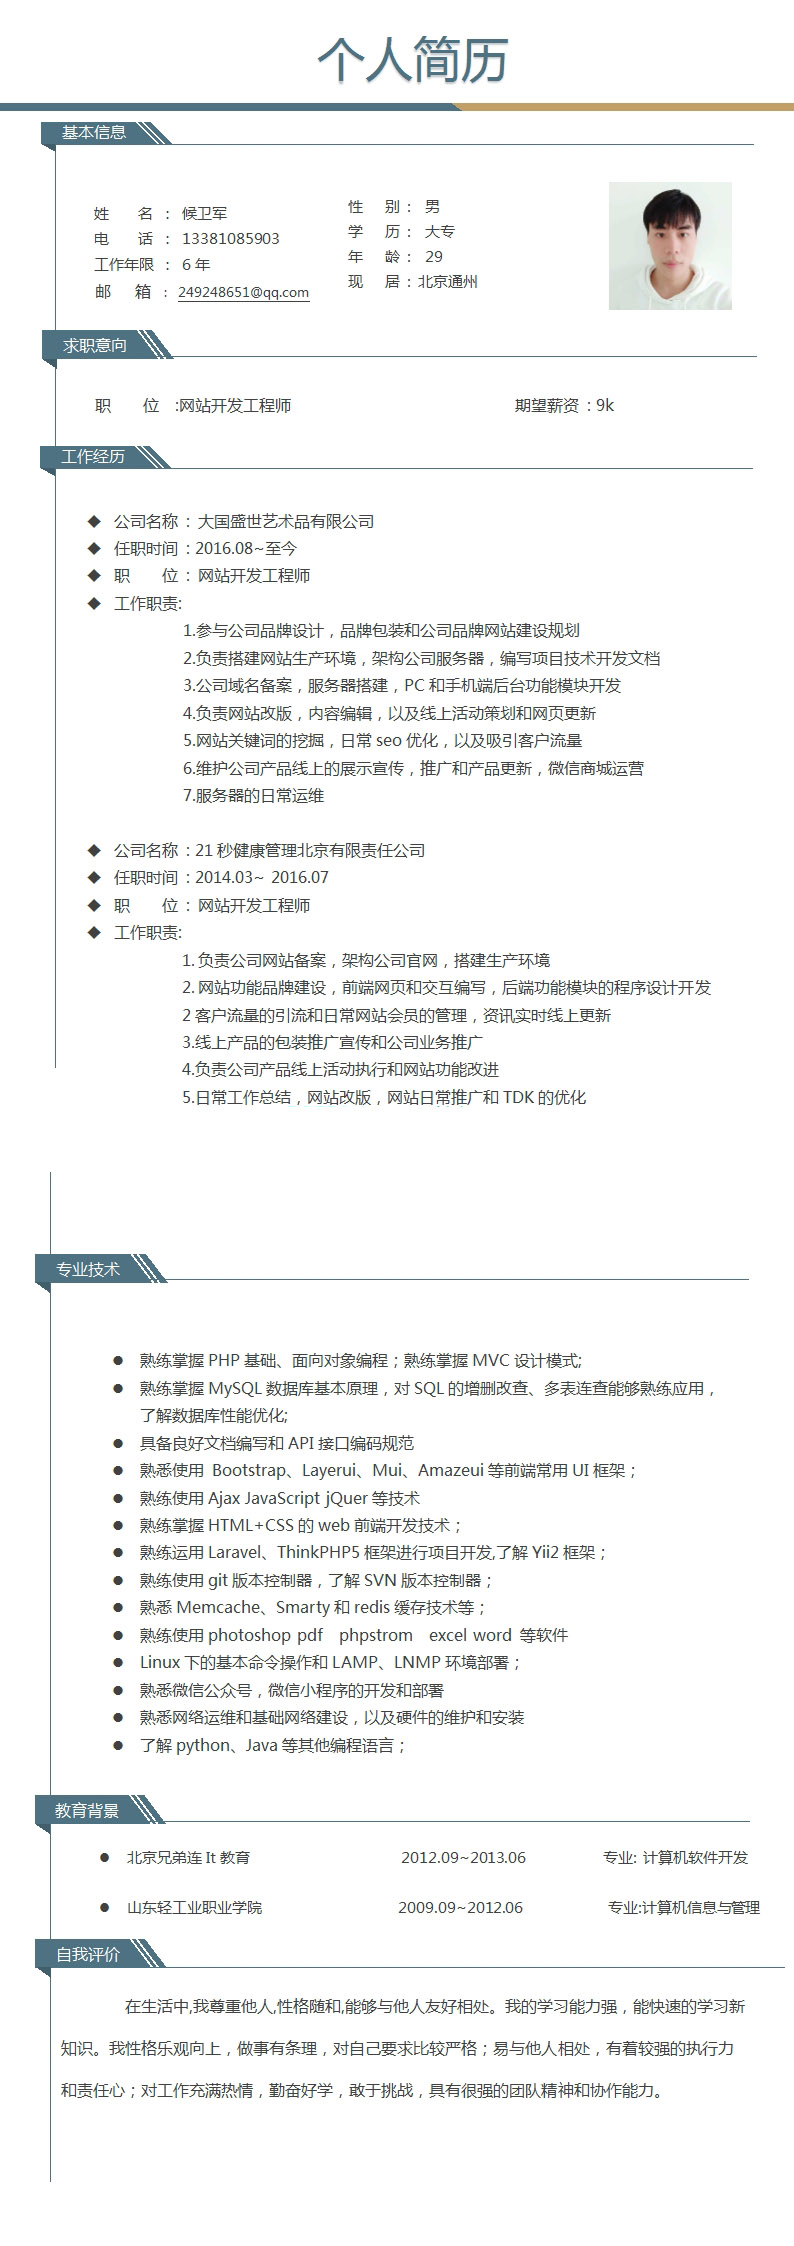 个人简历
基本信息
姓 名 : 候卫军
性 别 : 男
电 话 : 13381085903
学 历 : 大专
工作年限 : 6 年
年 龄 : 29
邮 箱 : 249248651@qq.com
现 居 : 北京通州
求职意向
职 位 :网站开发工程师 期望薪资 : 9k
工作经历
◆ 公司名称 : 大国盛世艺术品有限公司
◆ 任职时间 : 2016.08~至今
◆ 职 位 : 网站开发工程师
◆ 工作职责:
1.参与公司品牌设计，品牌包装和公司品牌网站建设规划
2.负责搭建网站生产环境，架构公司服务器，编写项目技术开发文档
3.公司域名备案，服务器搭建，PC 和手机端后台功能模块开发
4.负责网站改版，内容编辑，以及线上活动策划和网页更新
5.网站关键词的挖掘，日常 seo 优化，以及吸引客户流量
6.维护公司产品线上的展示宣传，推广和产品更新，微信商城运营
7.服务器的日常运维
◆ 公司名称 : 21 秒健康管理北京有限责任公司
◆ 任职时间 : 2014.03~ 2016.07
◆ 职 位 : 网站开发工程师
◆ 工作职责:
1. 负责公司网站备案，架构公司官网，搭建生产环境
2. 网站功能品牌建设，前端网页和交互编写，后端功能模块的程序设计开发
2 客户流量的引流和日常网站会员的管理，资讯实时线上更新
3.线上产品的包装推广宣传和公司业务推广
4.负责公司产品线上活动执行和网站功能改进
5.日常工作总结，网站改版，网站日常推广和 TDK 的优化
专业技术
● 熟练掌握 PHP 基础、面向对象编程；熟练掌握 MVC 设计模式;
● 熟练掌握 MySQL 数据库基本原理，对 SQL 的增删改查、多表连查能够熟练应用，
了解数据库性能优化;
● 具备良好文档编写和 API 接口编码规范
● 熟悉使用 Bootstrap、Layerui、Mui、Amazeui 等前端常用 UI 框架；
● 熟练使用 Ajax JavaScript jQuer 等技术
● 熟练掌握 HTML+CSS 的 web 前端开发技术；
● 熟练运用 Laravel、ThinkPHP5 框架进行项目开发,了解 Yii2 框架；
● 熟练使用 git 版本控制器，了解 SVN 版本控制器；
● 熟悉 Memcache、Smarty 和 redis 缓存技术等；
● 熟练使用 photoshop pdf phpstrom excel word 等软件
● Linux 下的基本命令操作和 LAMP、LNMP 环境部署；
● 熟悉微信公众号，微信小程序的开发和部署
● 熟悉网络运维和基础网络建设，以及硬件的维护和安装
● 了解 python、Java 等其他编程语言；
教育背景
● 北京兄弟连 It 教育 2012.09~2013.06 专业: 计算机软件开发
● 山东轻工业职业学院 2009.09~2012.06 专业:计算机信息与管理
自我评价
在生活中,我尊重他人,性格随和,能够与他人友好相处。我的学习能力强，能快速的学习新
知识。我性格乐观向上，做事有条理，对自己要求比较严格；易与他人相处，有着较强的执行力
和责任心；对工作充满热情，勤奋好学，敢于挑战，具有很强的团队精神和协作能力。